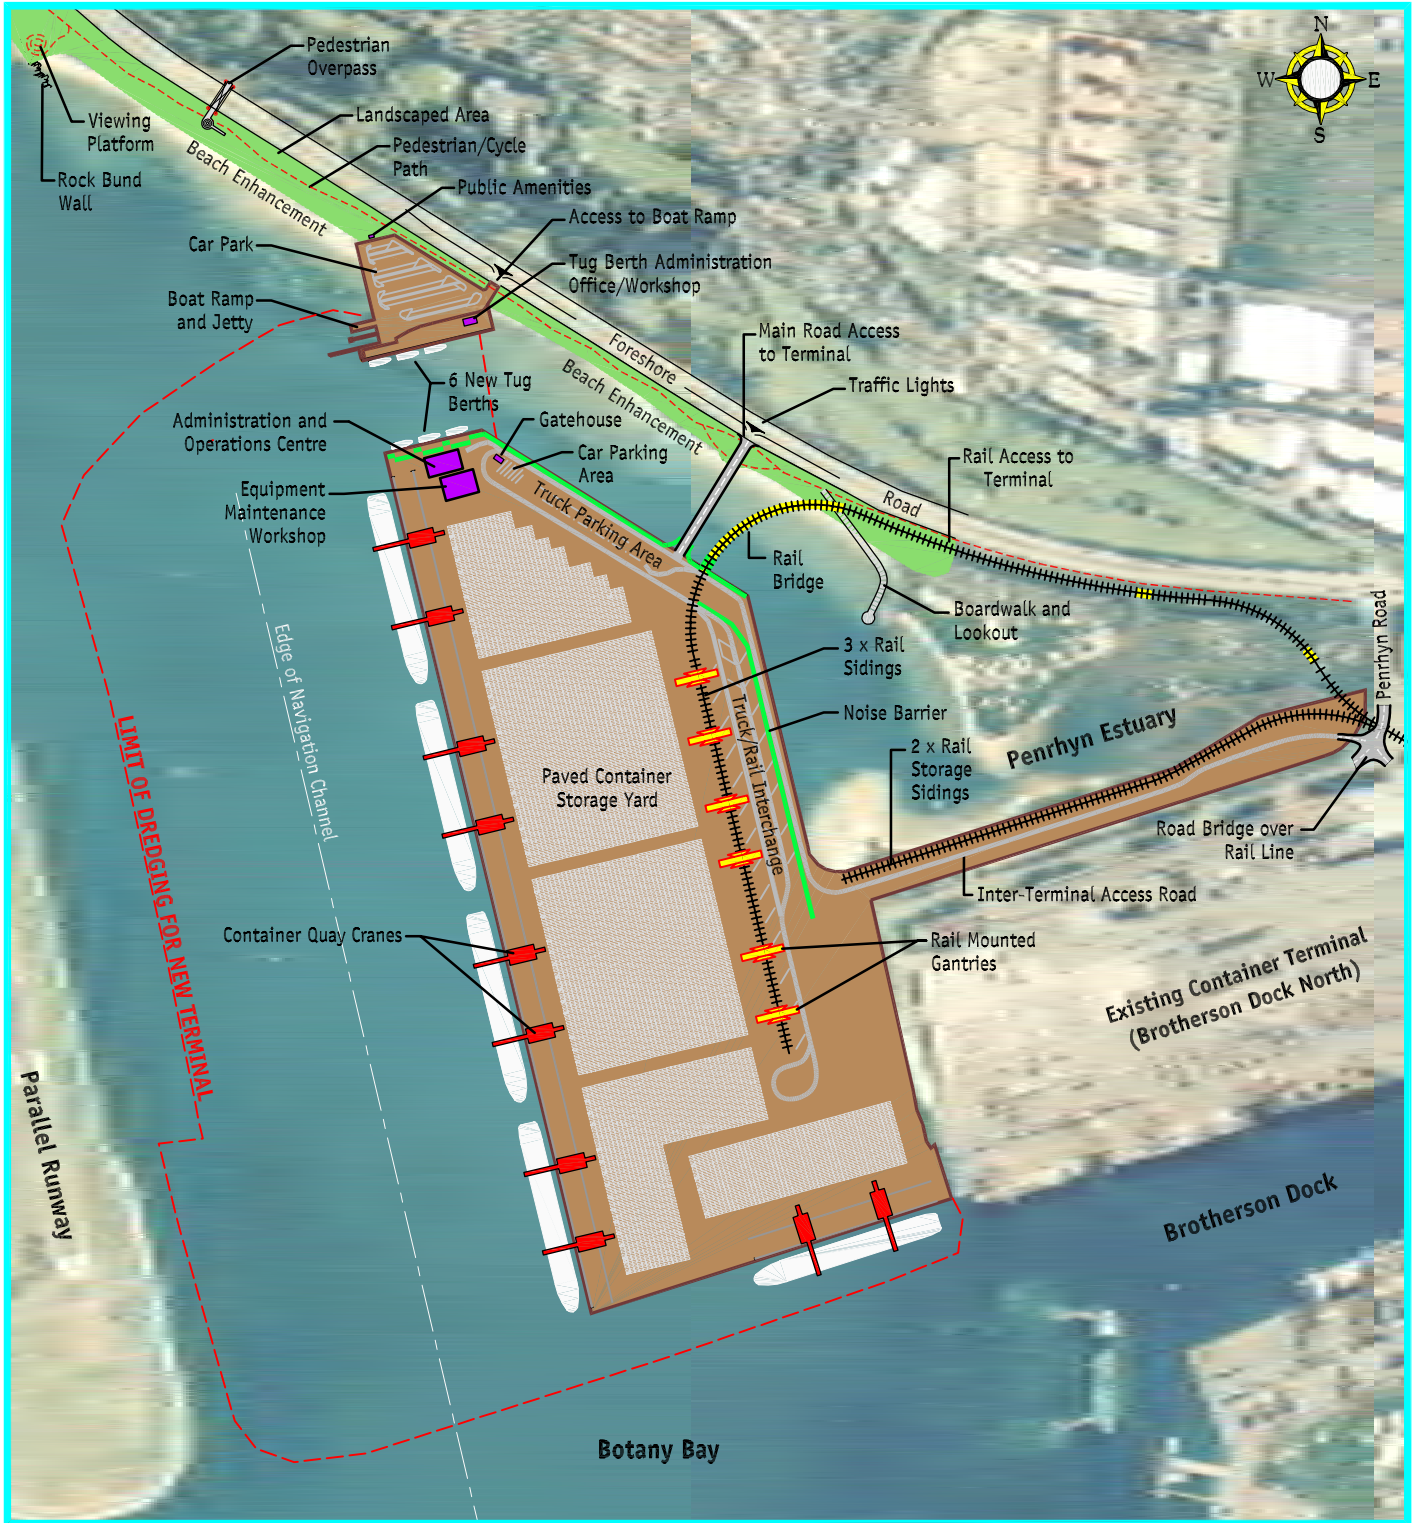 N
W
E
S
Pedestrian
Overpass
Viewing
Platform
Landscaped Area
Pedestrian/Cycle
Path
Rock Bund
Wall
Beach Enhancement
Public Amenities
Access to Boat Ramp
Car Park
Tug Berth Administration
Office/Workshop
Boat Ramp
and Jetty
Main Road Access
to Terminal
Foreshore
Beach Enhancement
Traffic Lights
6 New Tug
Berths
Administration and
Operations Centre
Gatehouse
Car Parking
Area
Rail Access to
Terminal
Equipment
Maintenance
Workshop
Truck Parking Area
Road
Rail
Bridge
Boardwalk and
Lookout
Penrhyn Road
Edge of Navigation Channel
3 x Rail
Sidings
Noise Barrier
Truck/Rail Interchange
Penrhyn Estuary
2 x Rail
Storage
Sidings
Paved Container
Storage Yard
LIMIT OF DREDGING FOR NEW TERMINAL
Road Bridge over
Rail Line
Inter-Terminal Access Road
Container Quay Cranes
Rail Mounted
Gantries
Existing Container Terminal
(Brotherson Dock North)
Parallel Runway
Brotherson Dock
Botany Bay